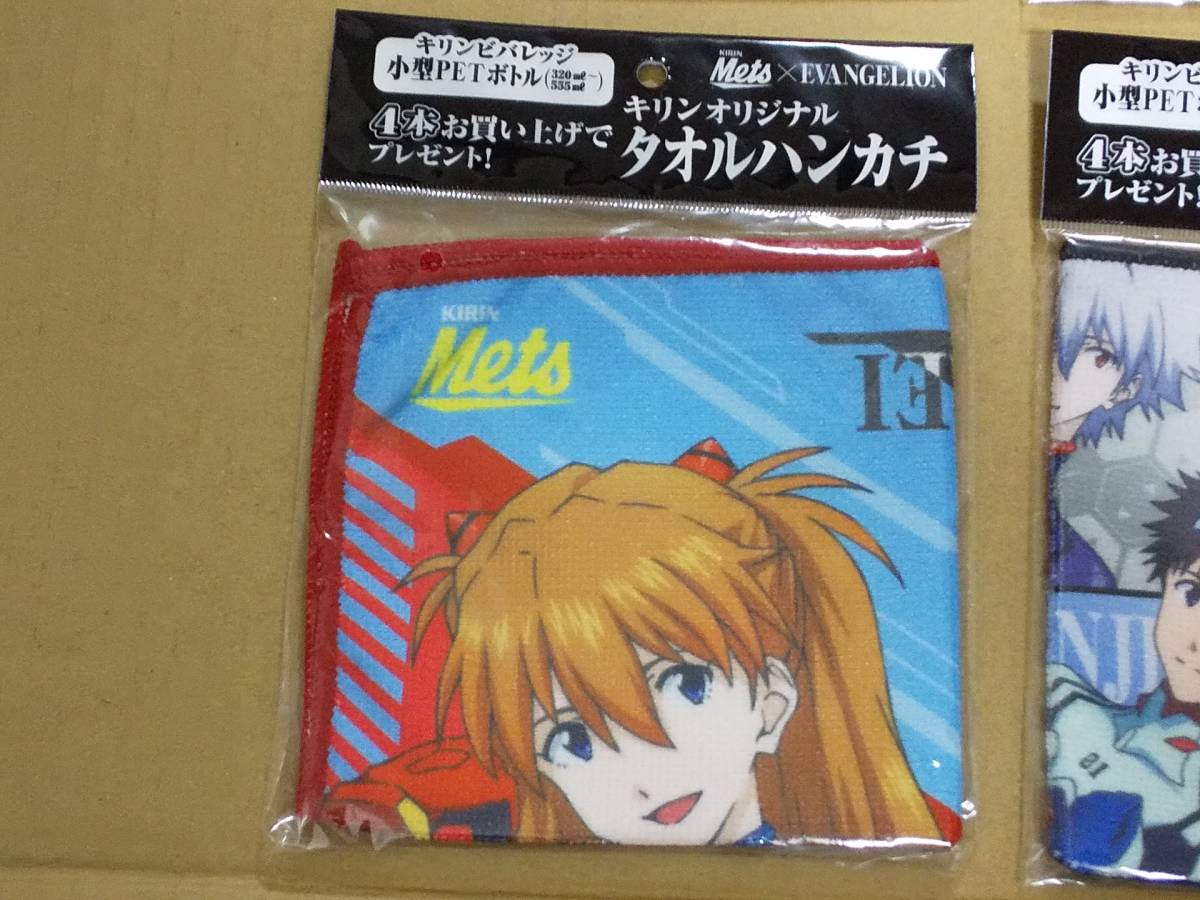 キリンビバレッジ
小型PETボトル(320㎖~555㎖)
4本お買い上げで
プレゼント!
KIRIN
Mets×EVANGELION
キリンオリジナル
タオルハンカチ
KIRIN
Mets
キリンビ
小型PET
4本お買
プレゼント!
NJI
01